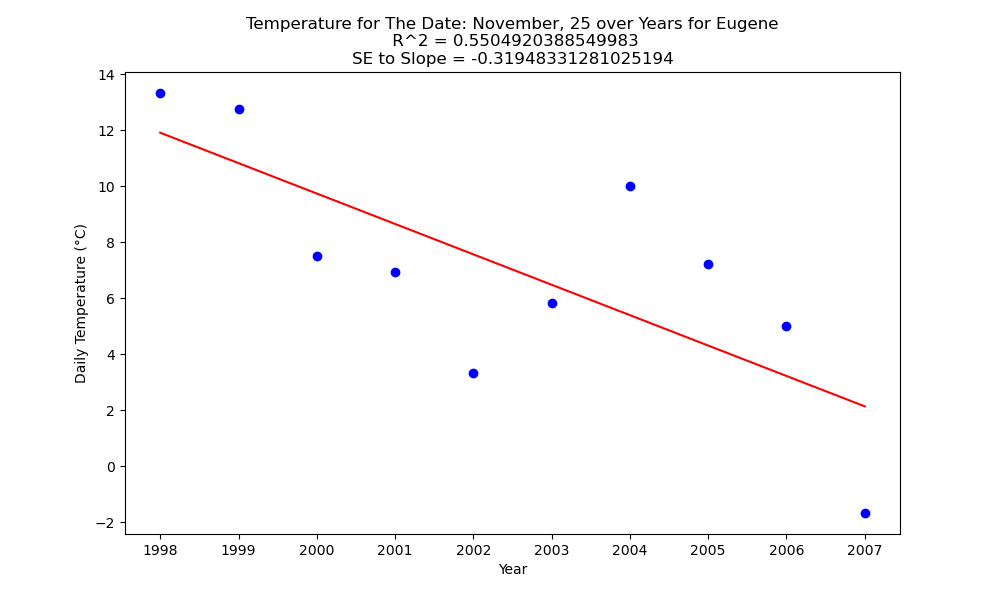 Temperature for The Date: November, 25 over Years for Eugene
R^2 = 0.5504920388549983
SE to Slope = -0.31948331281025194
14
12
10
8
6
4
2
0
−2
Daily Temperature (°C)
1998 1999 2000 2001 2002 2003 2004 2005 2006 2007
Year